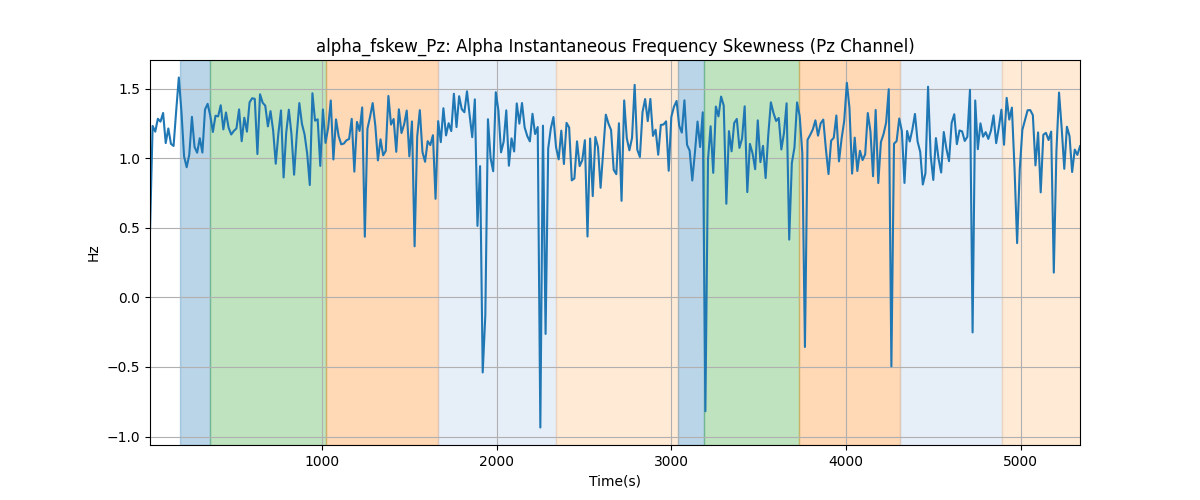 alpha_fskew_Pz: Alpha Instantaneous Frequency Skewness (Pz Channel)
1.5
1.0
0.5
0.0
−0.5
−1.0
Hz
1000 2000 3000 4000 5000
Time(s)